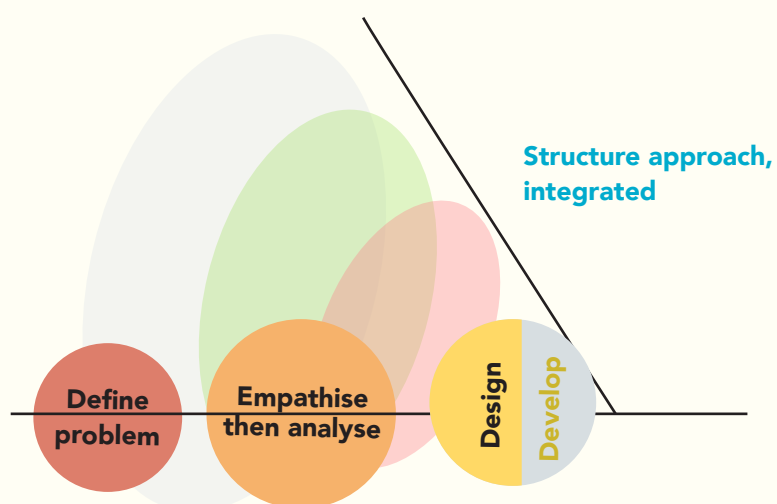 Structure approach,
integrated
Define
problem
Empathise
then analyse
Design
Develop